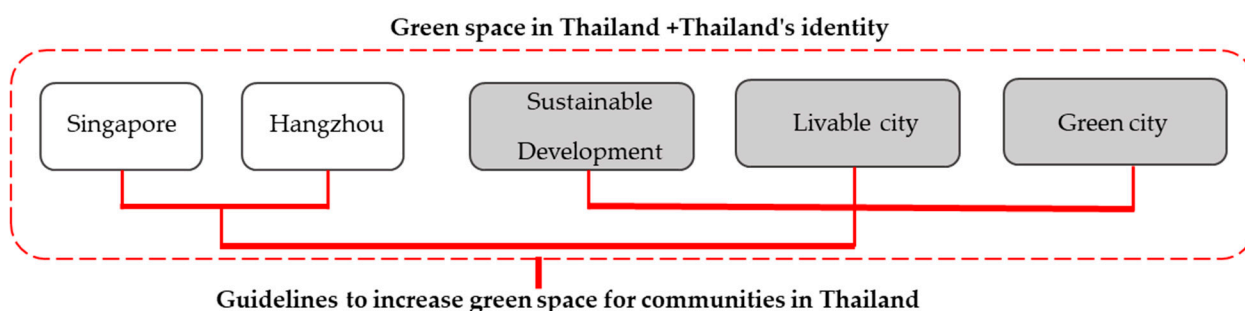 Green space in Thailand +Thailand's identity
Singapore
Hangzhou
Sustainable
Development
Livable city
Green city
Guidelines to increase green space for communities in Thailand